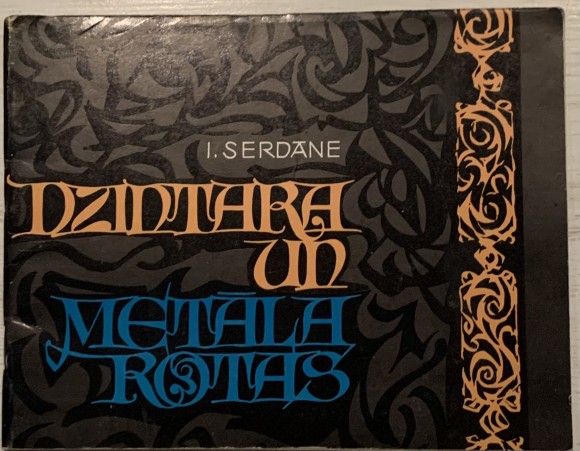 I. SERDĀNE
DZINTARA
UN
METĀLA
ROTAS